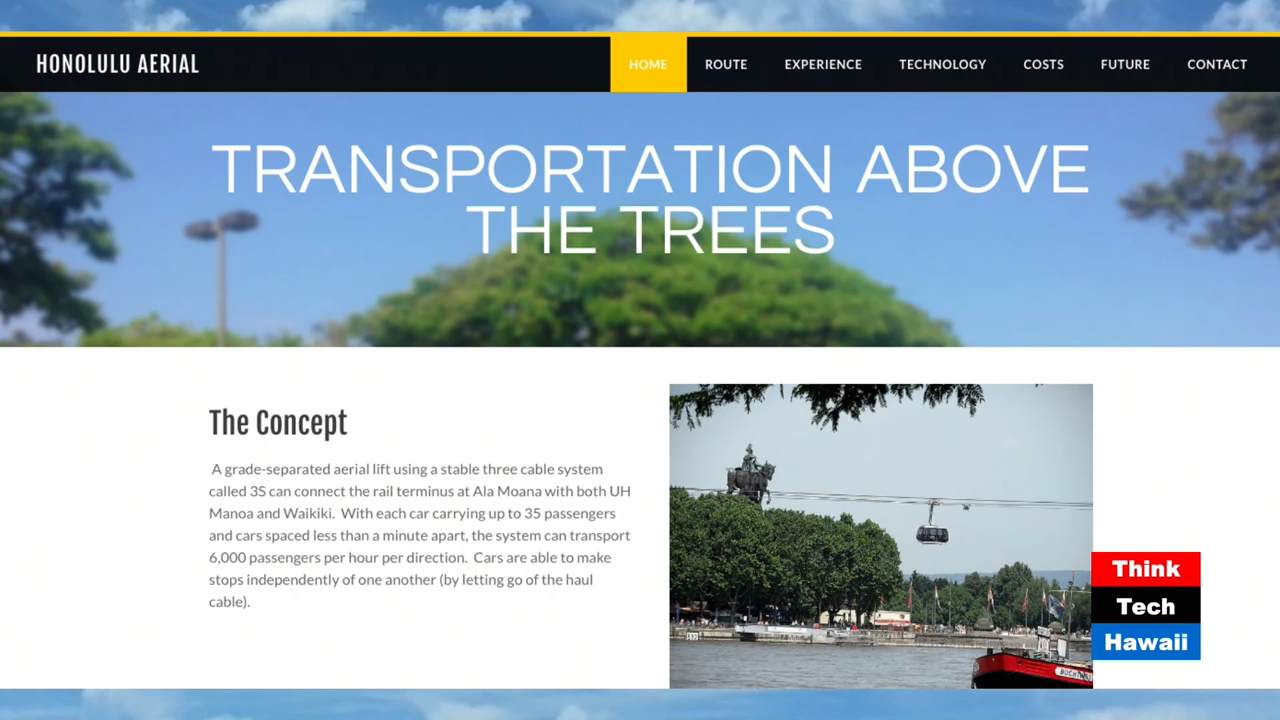 HONOLULU AERIAL
HOME ROUTE EXPERIENCE TECHNOLOGY COSTS FUTURE CONTACT
TRANSPORTATION ABOVE
THE TREES
The Concept
A grade-separated aerial lift using a stable three cable system
called 3S can connect the rail terminus at Ala Moana with both UH
Manoa and Waikiki. With each car carrying up to 35 passengers
and cars spaced less than a minute apart, the system can transport
6,000 passengers per hour per direction. Cars are able to make
stops independently of one another (by letting go of the haul
cable).
Think
Tech
Hawaii